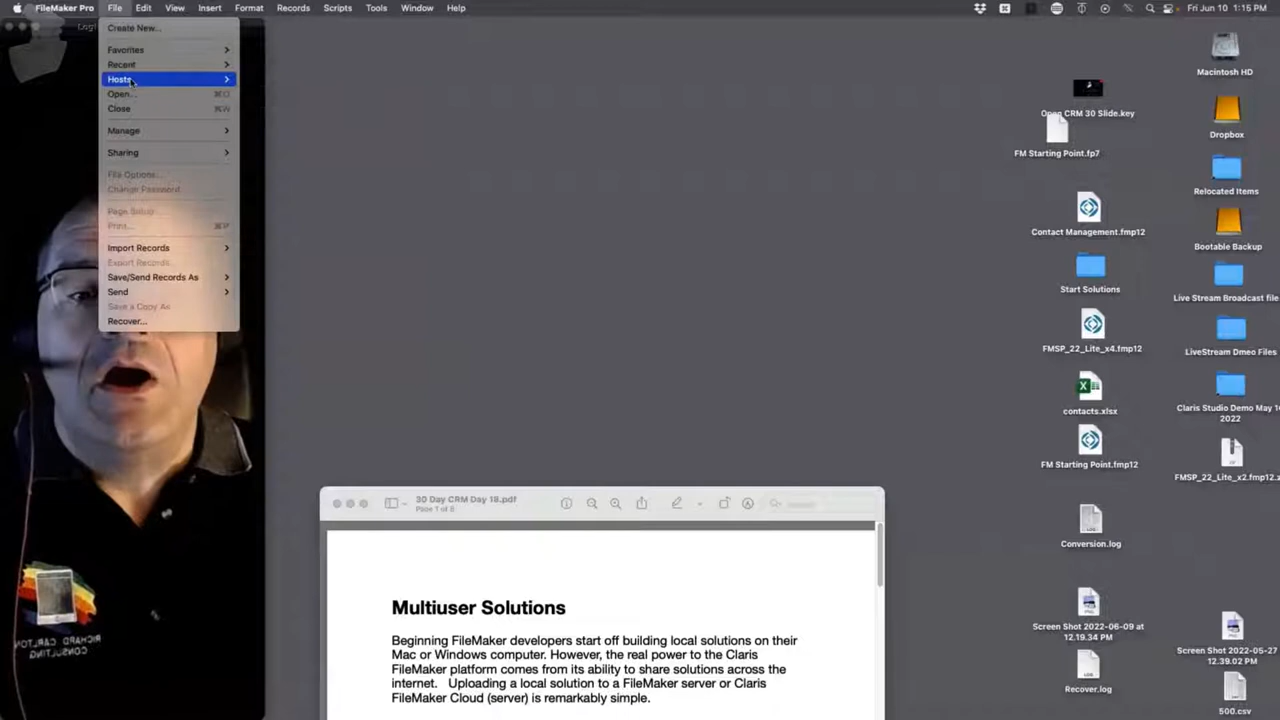 FileMaker Pro File Edit View Insert Format Records Scripts Tools Window Help Fri Jun 10 1:15 PM
Create New...
Favorites
Recent
Hosts
Open... ⌘O
Close ⌘W
Manage
Sharing
File Options...
Change Password...
Page Setup...
Print... ⌘P
Import Records
Export Records...
Save/Send Records As
Send
Save a Copy As
Recover...
Macintosh HD
Open CRM 30 Slide.key
Dropbox
FM Starting Point.fp7
Relocated Items
Contact Management.fmp12
Bootable Backup
Start Solutions
Live Stream Broadcast file
FMSP_22_Lite_x4.fmp12
LiveStream Dmeo Files
contacts.xlsx
Claris Studio Demo May 1
2022
FM Starting Point.fmp12
FMSP_22_Lite_x2.fmp12.
Conversion.log
Screen Shot 2022-06-09 at
12.19.34 PM
Screen Shot 2022-05-27
12.39.02 PM
Recover.log
500.csv
30 Day CRM Day 18.pdf
Page 1 of 8
Search
Multiuser Solutions
Beginning FileMaker developers start off building local solutions on their
Mac or Windows computer. However, the real power to the Claris
FileMaker platform comes from its ability to share solutions across the
internet. Uploading a local solution to a FileMaker server or Claris
FileMaker Cloud (server) is remarkably simple.
RICHARD CARLTON
CONSULTING